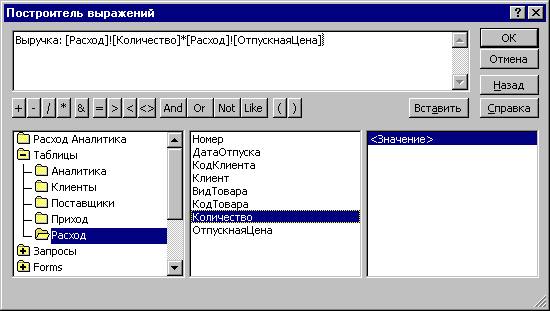 Построитель выражений
Выручка: [Расход]![Количество]*[Расход]![ОтпускнаяЦена]
OK
Отмена
Назад
+ - / * & = > < <> And Or Not Like ( ) Вставить Справка
Расход Аналитика
Таблицы
Аналитика
Клиенты
Поставщики
Приход
Расход
Запросы
Forms
Номер
ДатаОтпуска
КодКлиента
Клиент
ВидТовара
КодТовара
Количество
ОтпускнаяЦена
<Значение>